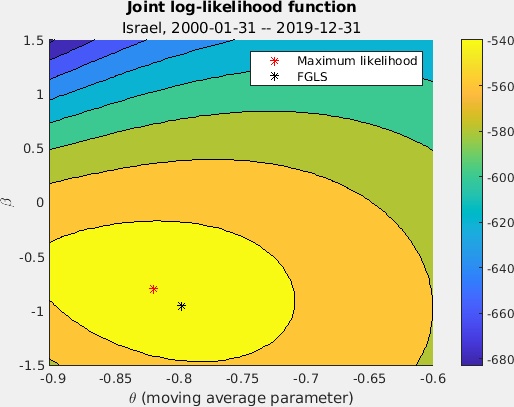 Joint log-likelihood function
Israel, 2000-01-31 -- 2019-12-31
Maximum likelihood
FGLS
1.5
1
0.5
0
-0.5
-1
-1.5
β
-0.9 -0.85 -0.8 -0.75 -0.7 -0.65 -0.6
θ (moving average parameter)
-540
-560
-580
-600
-620
-640
-660
-680